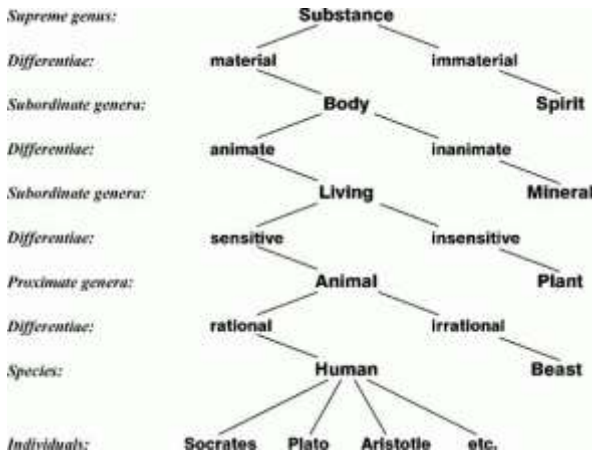 Supreme genus: Substance
Differentiae: material immaterial
Subordinate genera: Body Spirit
Differentiae: animate inanimate
Subordinate genera: Living Mineral
Differentiae: sensitive insensitive
Proximate genera: Animal Plant
Differentiae: rational irrational
Species: Human Beast
Individuals: Socrates Plato Aristotle etc.